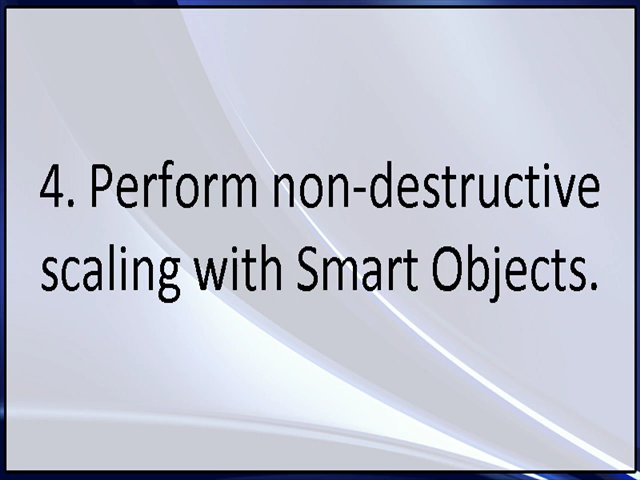 4. Perform non-destructive
scaling with Smart Objects.